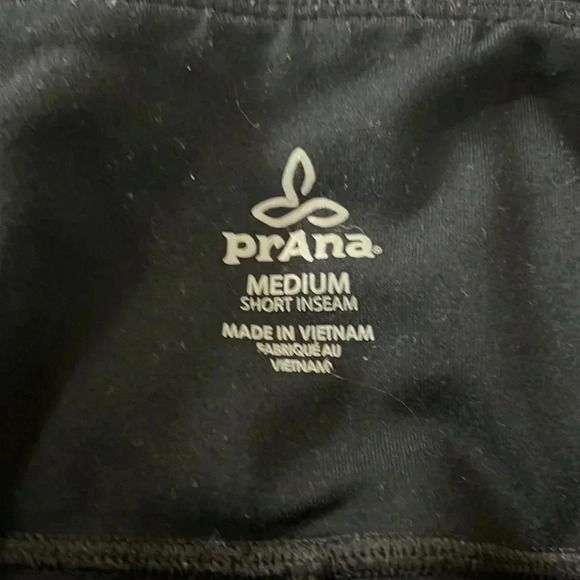 prAna®
MEDIUM
SHORT INSEAM
MADE IN VIETNAM
FABRIQUÉ AU
VIETNAM